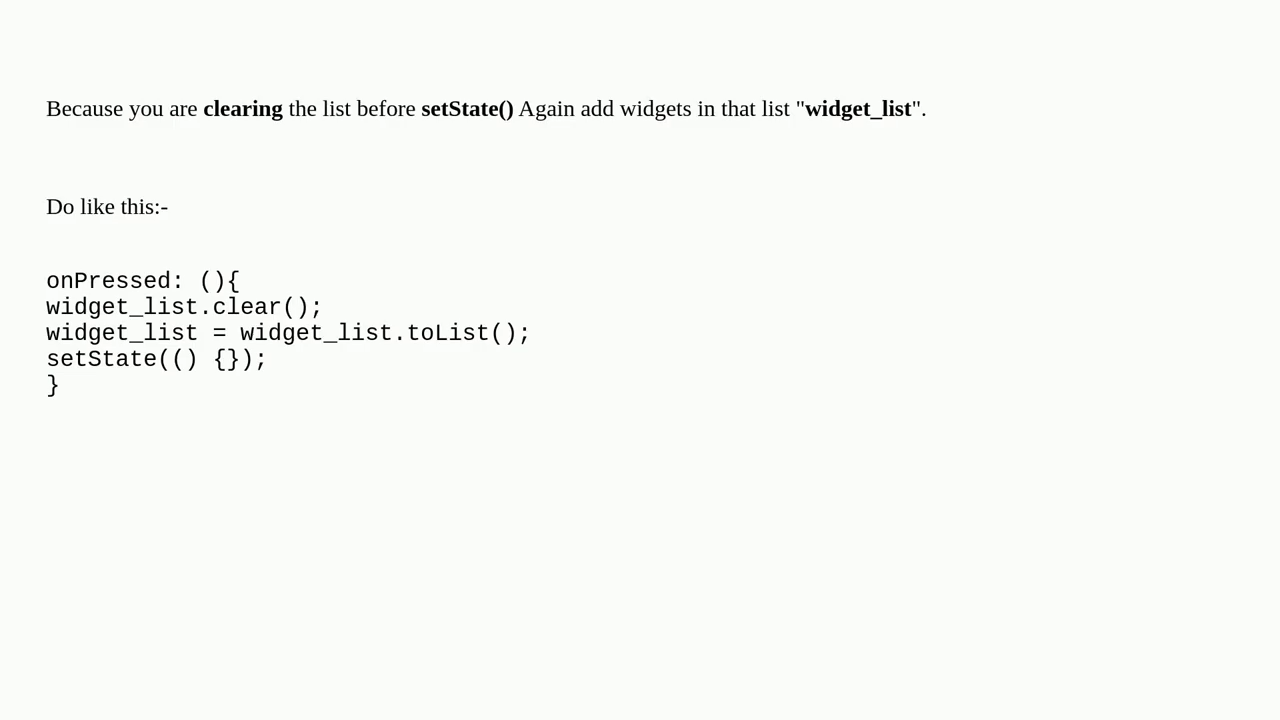 Because you are clearing the list before setState() Again add widgets in that list "widget_list".
Do like this:-
onPressed: (){
widget_list.clear();
widget_list = widget_list.toList();
setState(() {});
}